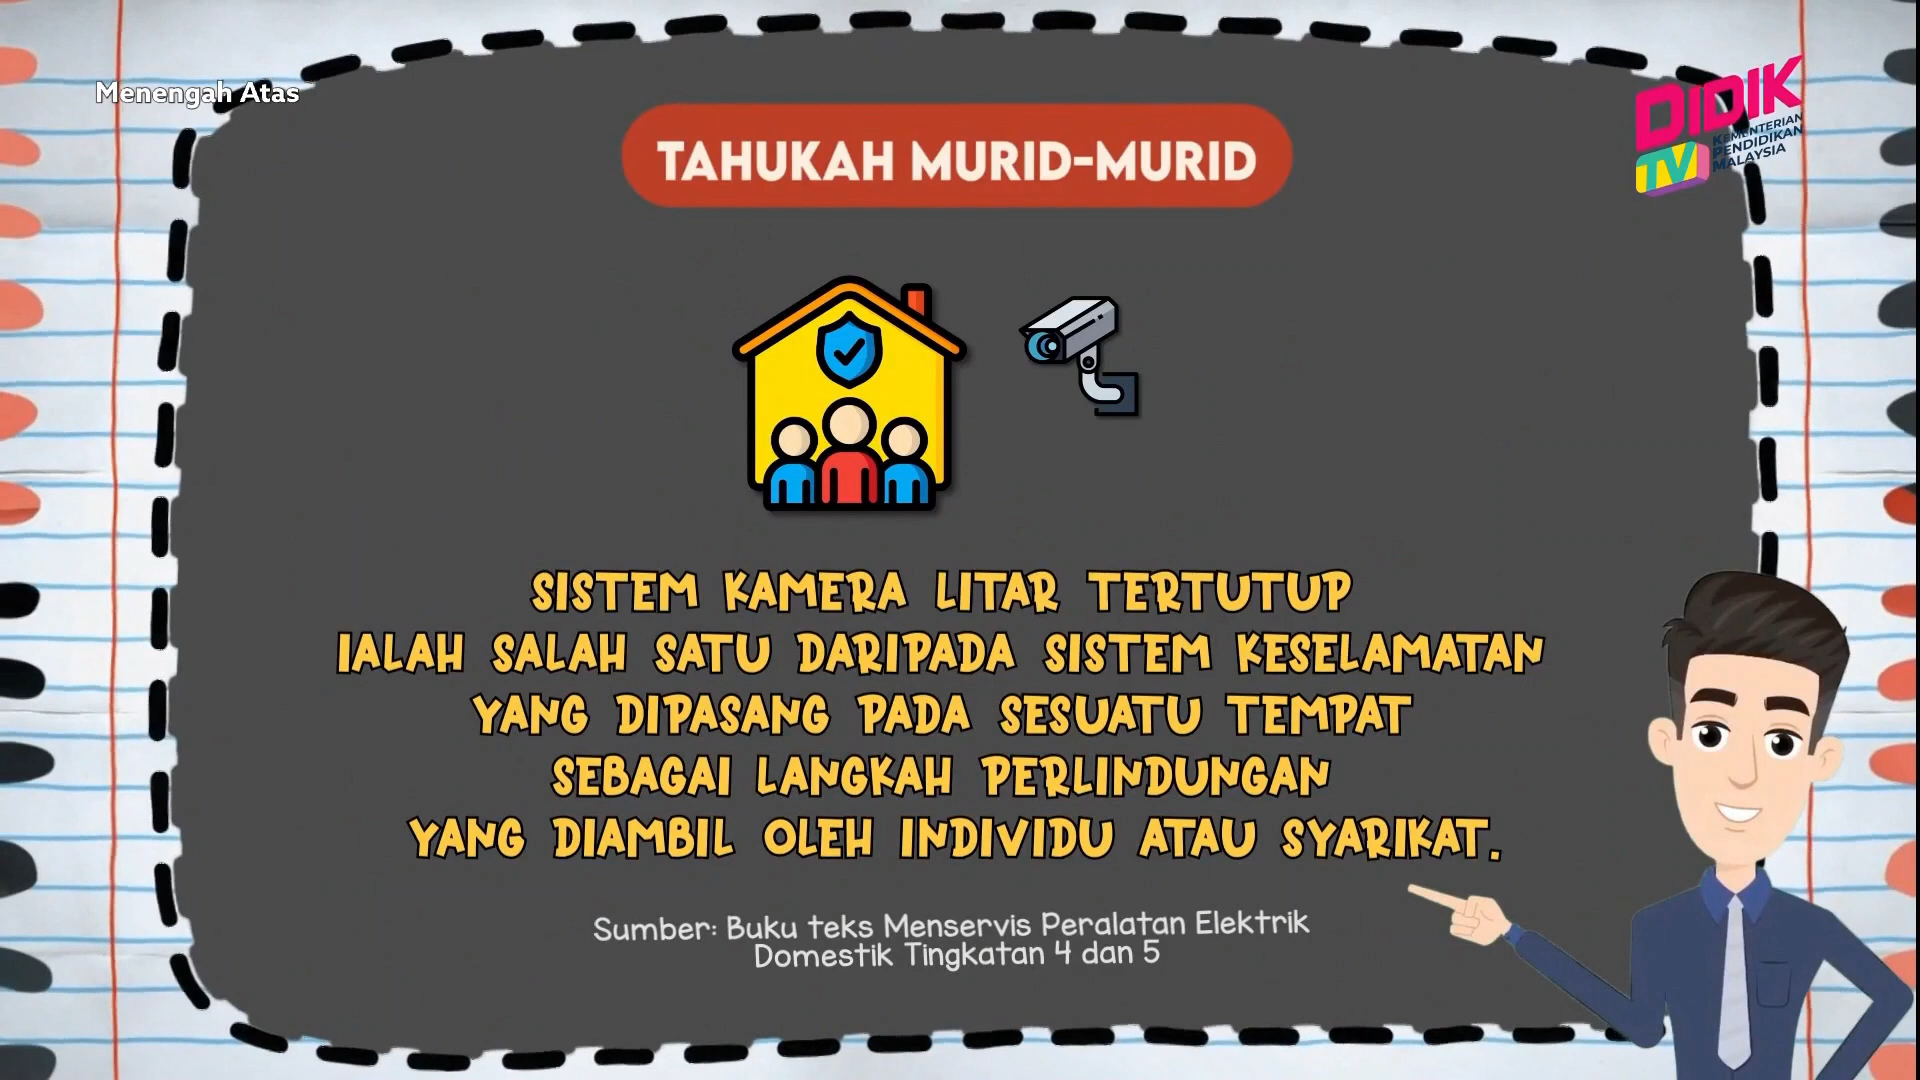 Menengah Atas
DIDIK
TV
KEMENTERIAN
PENDIDIKAN
MALAYSIA
TAHUKAH MURID-MURID
SISTEM KAMERA LITAR TERTUTUP
IALAH SALAH SATU DARIPADA SISTEM KESELAMATAN
YANG DIPASANG PADA SESUATU TEMPAT
SEBAGAI LANGKAH PERLINDUNGAN
YANG DIAMBIL OLEH INDIVIDU ATAU SYARIKAT.
Sumber: Buku teks Menservis Peralatan Elektrik
Domestik Tingkatan 4 dan 5